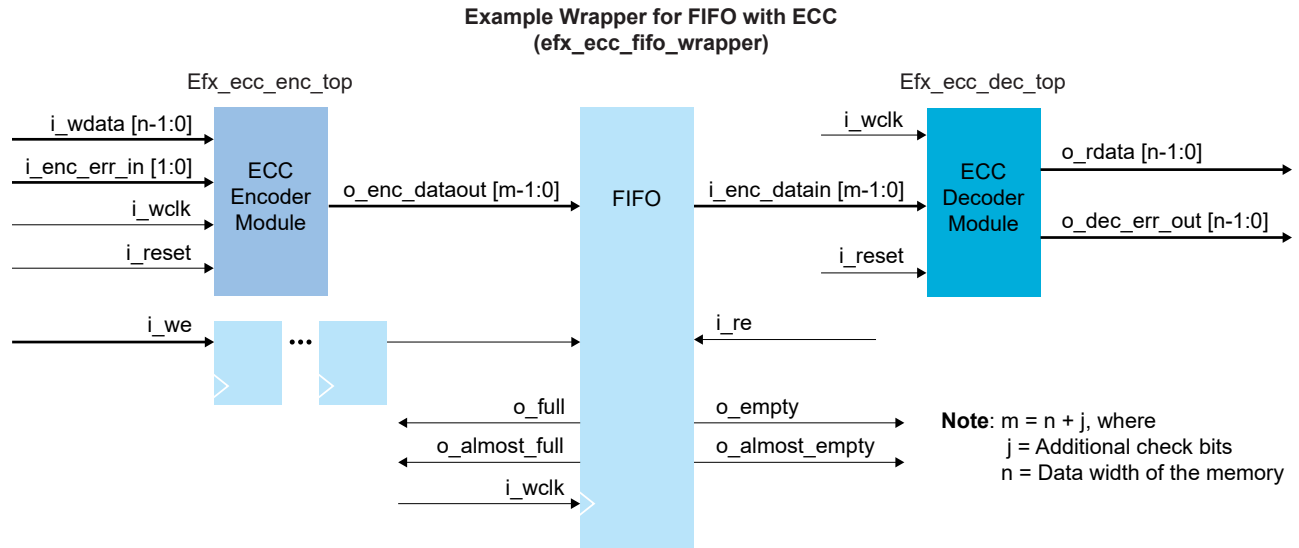 Example Wrapper for FIFO with ECC
(efx_ecc_fifo_wrapper)
Efx_ecc_enc_top
i_wdata [n-1:0]
i_enc_err_in [1:0]
i_wclk
i_reset
ECC
Encoder
Module
o_enc_dataout [m-1:0]
FIFO
i_enc_datain [m-1:0]
Efx_ecc_dec_top
i_wclk
i_reset
ECC
Decoder
Module
o_rdata [n-1:0]
o_dec_err_out [n-1:0]
i_we
•••
i_re
o_full
o_almost_full
i_wclk
o_empty
o_almost_empty
Note: m = n + j, where
j = Additional check bits
n = Data width of the memory